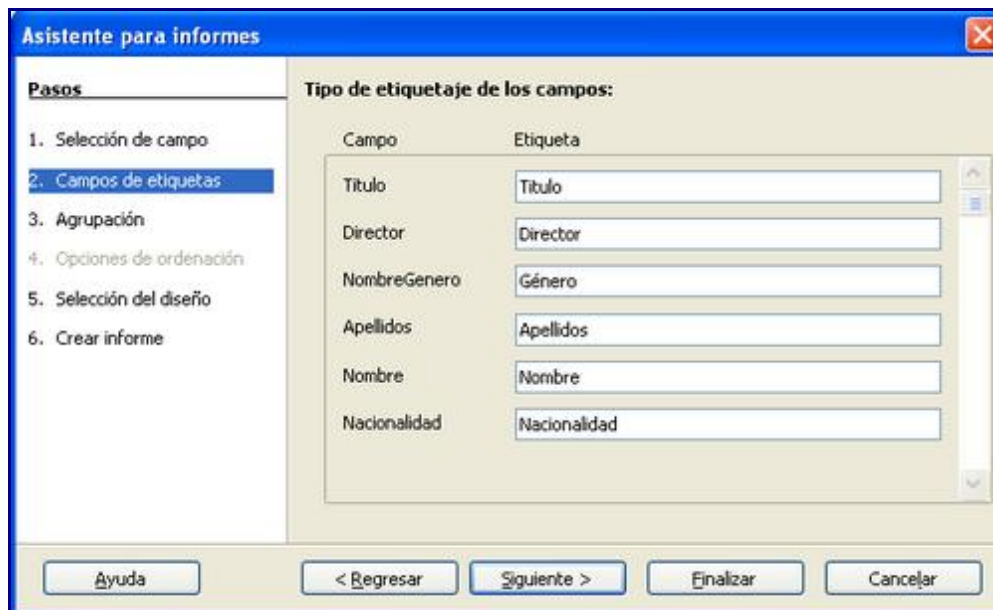 Asistente para informes
Pasos
1. Selección de campo
2. Campos de etiquetas
3. Agrupación
4. Opciones de ordenación
5. Selección del diseño
6. Crear informe
Tipo de etiquetaje de los campos:
Campo Etiqueta
Titulo Titulo
Director Director
NombreGenero Género
Apellidos Apellidos
Nombre Nombre
Nacionalidad Nacionalidad
Ayuda < Regresar Siguiente > Finalizar Cancelar